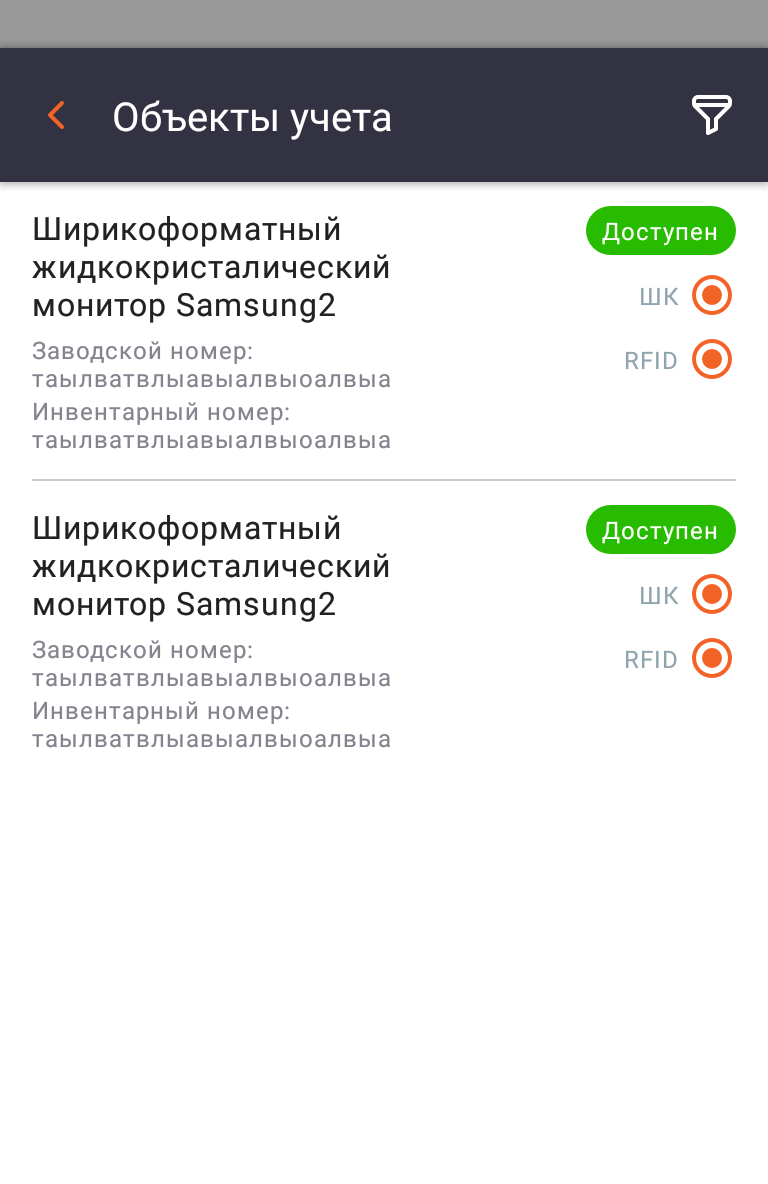 Объекты учета
Ширикоформатный
жидкокристалический
монитор Samsung2
Доступен
ШК
RFID
Заводской номер:
таылватвлыавыалвыоалвыа
Инвентарный номер:
таылватвлыавыалвыоалвыа
Ширикоформатный
жидкокристалический
монитор Samsung2
Доступен
ШК
RFID
Заводской номер:
таылватвлыавыалвыоалвыа
Инвентарный номер:
таылватвлыавыалвыоалвыа